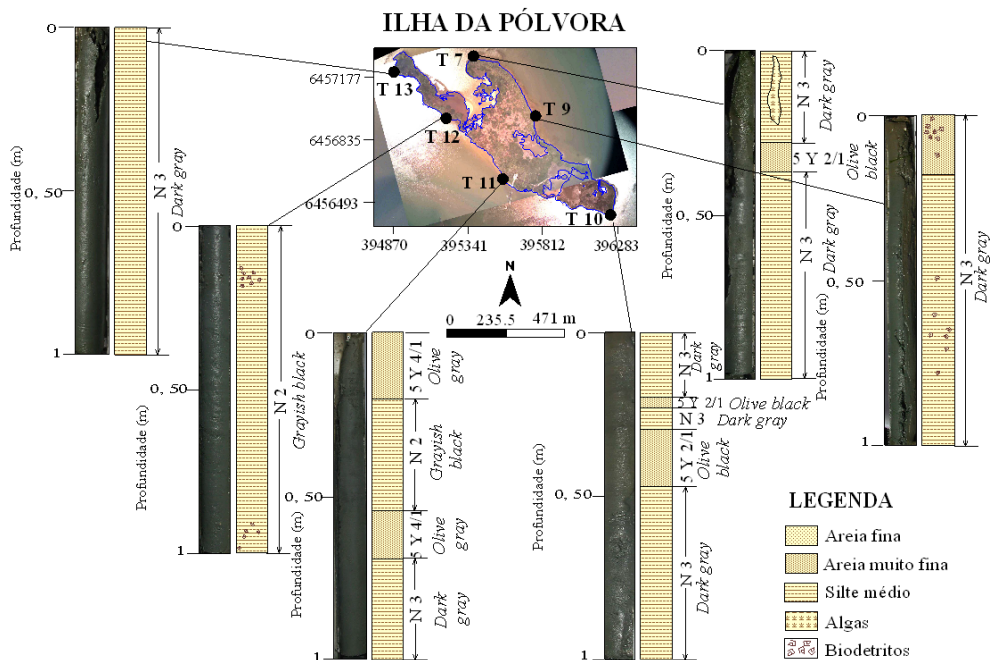 ILHA DA PÓLVORA
6457177
6456835
6456493
394870
395341
395812
396283
T 7
T 13
T 9
T 12
T 11
T 10
N
0
235.5
471 m
0
0, 50
1
Profundidade (m)
N 3
Dark gray
0
0, 50
1
Profundidade (m)
N 2
Grayish black
0
0, 50
1
Profundidade (m)
5 Y 4/1
Olive gray
N 2
Grayish black
5 Y 4/1
Olive gray
N 3
Dark gray
0
0, 50
1
Profundidade (m)
N 3
Dark gray
5 Y 2/1 Olive black
N 3
Dark gray
5 Y 2/1
Olive black
N 3
Dark gray
0
0, 50
1
Profundidade (m)
N 3
Dark gray
5 Y 2/1
Olive black
N 3
Dark gray
0
0, 50
1
Profundidade (m)
N 3
Dark gray
LEGENDA
Areia fina
Areia muito fina
Silte médio
Algas
Biodetritos